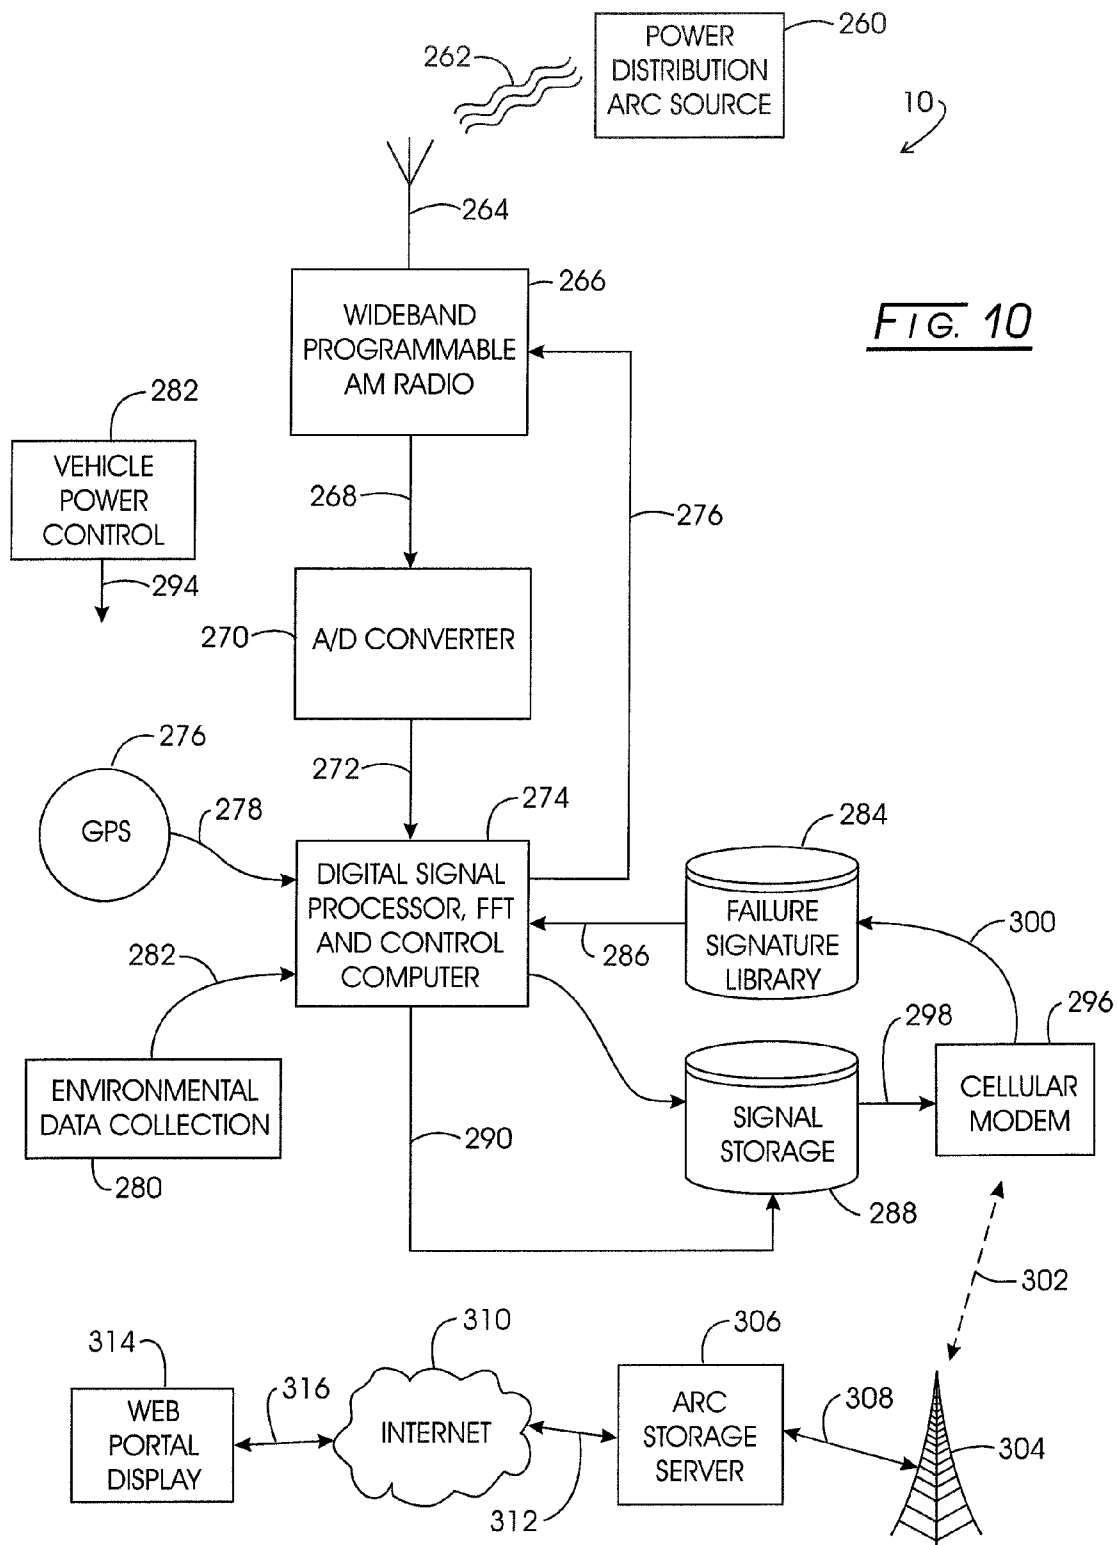 260
POWER
DISTRIBUTION
ARC SOURCE
262
10
264
266
WIDEBAND
PROGRAMMABLE
AM RADIO
FIG. 10
282
VEHICLE
POWER
CONTROL
268
276
294
270
A/D CONVERTER
276
272
274
GPS
278
284
DIGITAL SIGNAL
PROCESSOR, FFT
AND CONTROL
COMPUTER
FAILURE
SIGNATURE
LIBRARY
286
300
282
298
296
ENVIRONMENTAL
DATA COLLECTION
CELLULAR
MODEM
SIGNAL
STORAGE
290
280
288
302
310
306
314
316
WEB
PORTAL
DISPLAY
INTERNET
ARC
STORAGE
SERVER
308
304
312